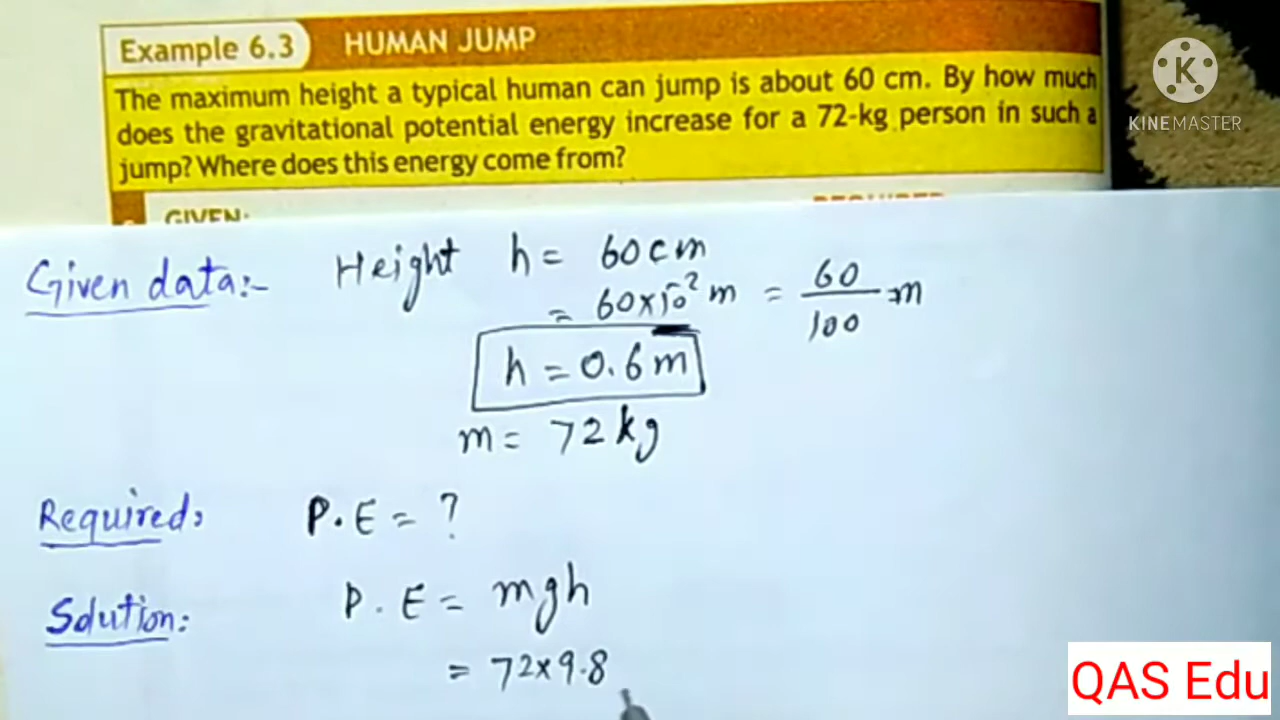 Example 6.3 HUMAN JUMP
The maximum height a typical human can jump is about 60 cm. By how much
does the gravitational potential energy increase for a 72-kg person in such a
jump? Where does this energy come from?
K
KINEMASTER
GIVEN:
Given data:- Height h = 60cm
= 60×10⁻² m = 60/100 m
h = 0.6m
m = 72kg
Required: P.E = ?
Solution: P.E = mgh
= 72×9.8
QAS Edu